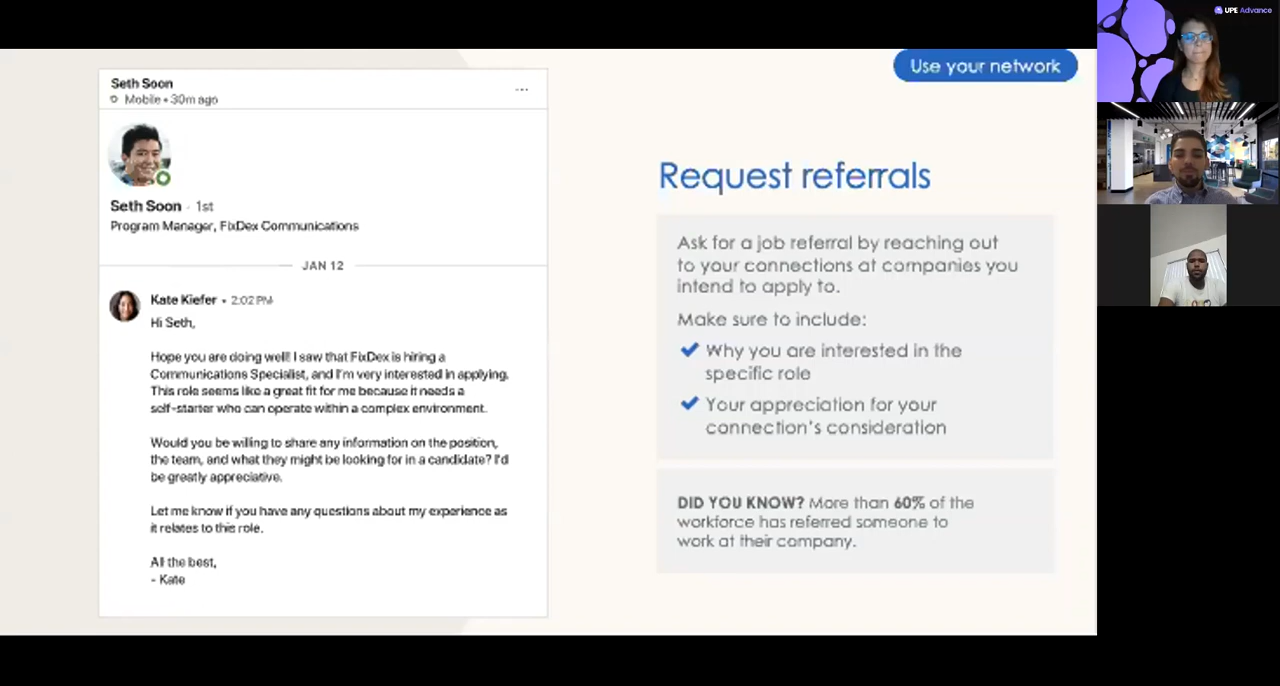 UPE Advance
Use your network
Seth Soon
Mobile • 30m ago
...
Seth Soon · 1st
Program Manager, FixDex Communications
JAN 12
Kate Kiefer • 2:02 PM
Hi Seth,
Hope you are doing well! I saw that FixDex is hiring a
Communications Specialist, and I'm very interested in applying.
This role seems like a great fit for me because it needs a
self-starter who can operate within a complex environment.
Would you be willing to share any information on the position,
the team, and what they might be looking for in a candidate? I'd
be greatly appreciative.
Let me know if you have any questions about my experience as
it relates to this role.
All the best,
- Kate
Request referrals
Ask for a job referral by reaching out
to your connections at companies you
intend to apply to.
Make sure to include:
Why you are interested in the
specific role
Your appreciation for your
connection's consideration
DID YOU KNOW? More than 60% of the
workforce has referred someone to
work at their company.